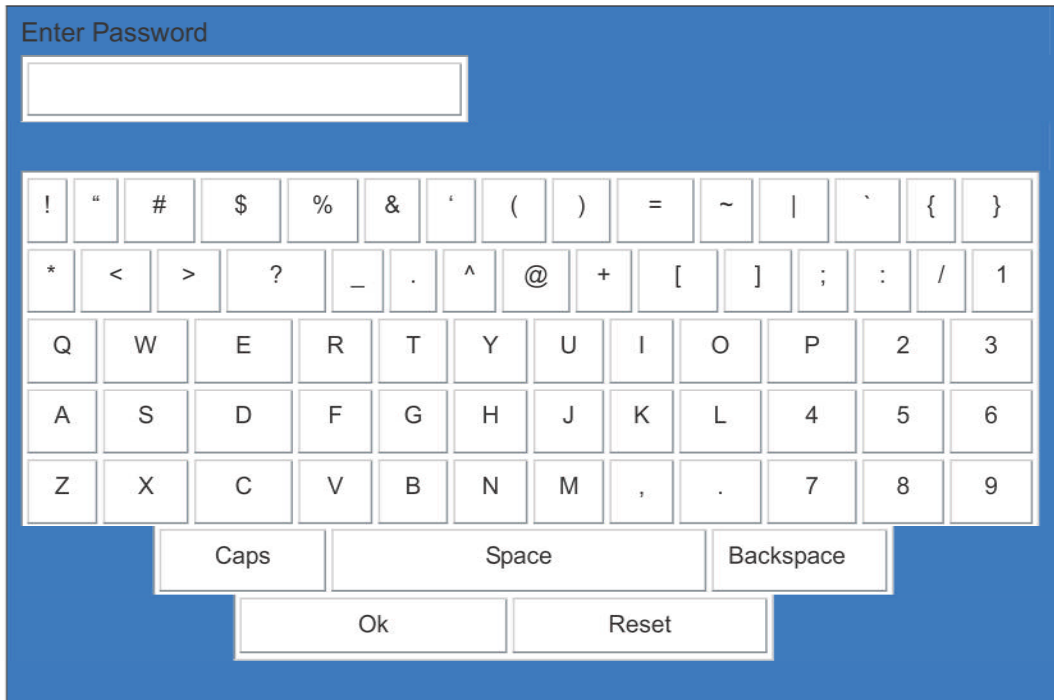 Enter Password
! “ # $ % & ‘ ( ) = ~ | ` { }
* < > ? _ . ^ @ + [ ] ; : / 1
Q W E R T Y U I O P 2 3
A S D F G H J K L 4 5 6
Z X C V B N M , . 7 8 9
Caps Space Backspace
Ok Reset